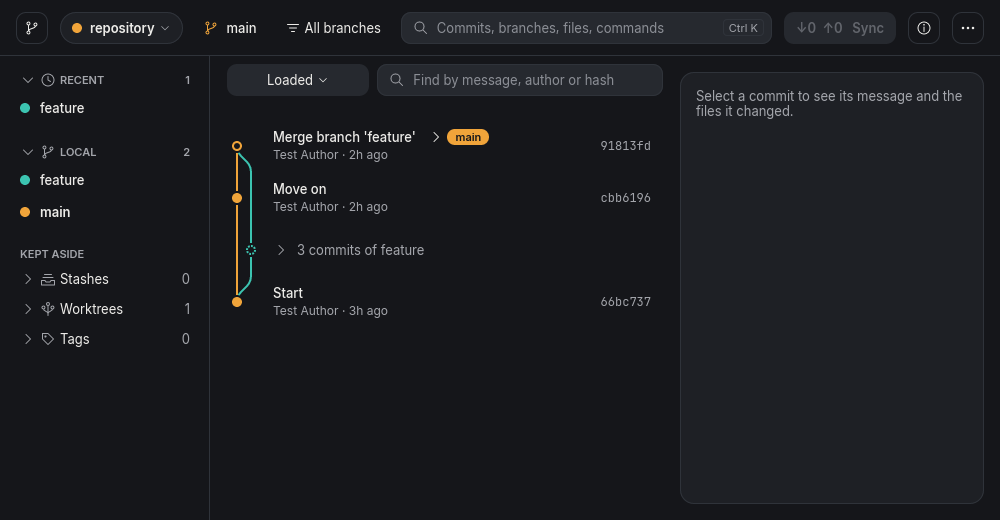 repository
main
All branches
Commits, branches, files, commands
Ctrl K
↓0 ↑0 Sync
RECENT 1
feature
LOCAL 2
feature
main
KEPT ASIDE
Stashes 0
Worktrees 1
Tags 0
Loaded
Find by message, author or hash
Merge branch 'feature' main
Test Author · 2h ago
91813fd
Move on
Test Author · 2h ago
cbb6196
3 commits of feature
Start
Test Author · 3h ago
66bc737
Select a commit to see its message and the
files it changed.